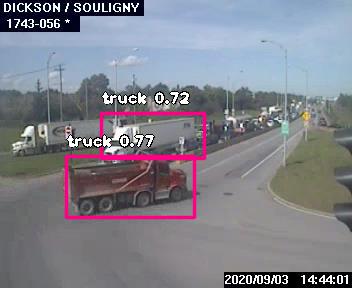 DICKSON / SOULIGNY
1743-056 *
truck 0.72
truck 0.77
2020/09/03 14:44:01